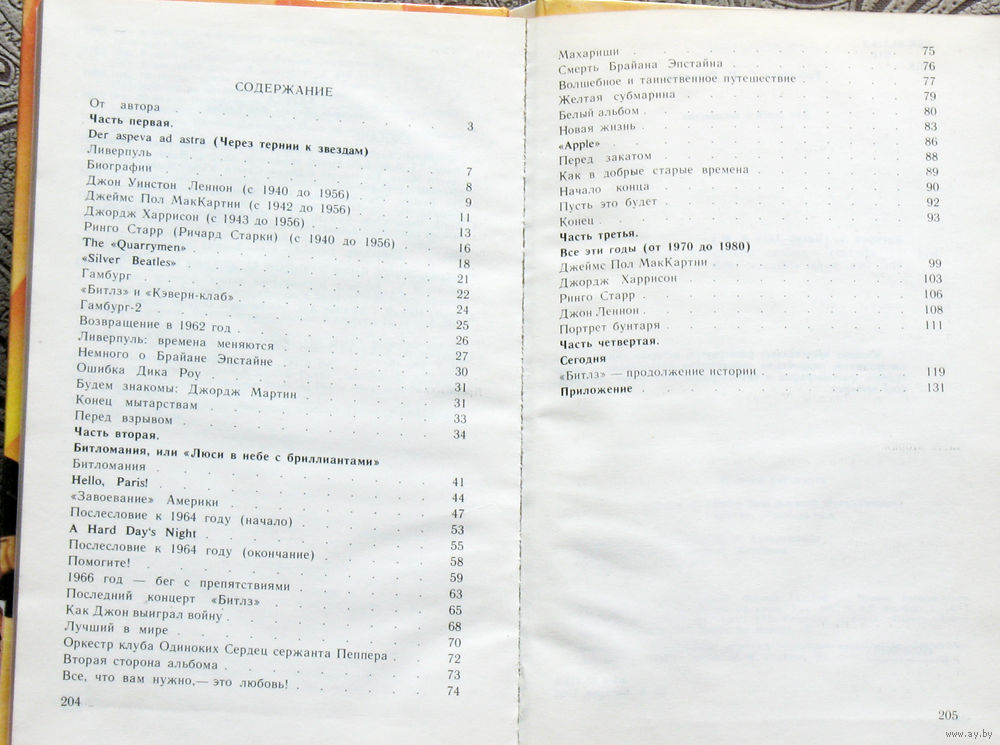 СОДЕРЖАНИЕ
От автора . . . . . . . . . 3
Часть первая.
Der aspeva ad astra (Через тернии к звездам)
Ливерпуль . . . . . . . . . 7
Биографии . . . . . . . . . 8
Джон Уинстон Леннон (с 1940 до 1956) . . . 9
Джеймс Пол МакКартни (с 1942 до 1956) . . . 11
Джордж Харрисон (с 1943 до 1956) . . . . 13
Ринго Старр (Ричард Старки) (с 1940 до 1956) . 16
The «Quarrymen» . . . . . . . . 18
«Silver Beatles» . . . . . . . . 21
Гамбург . . . . . . . . . 22
«Битлз» и «Кэверн-клаб» . . . . . . 24
Гамбург-2 . . . . . . . . . 25
Возвращение в 1962 год . . . . . . 26
Ливерпуль: времена меняются . . . . . 27
Немного о Брайане Эпстайне . . . . . 30
Ошибка Дика Роу . . . . . . . 31
Будем знакомы: Джордж Мартин . . . . 31
Конец мытарствам . . . . . . . 33
Перед взрывом . . . . . . . . 34
Часть вторая.
Битломания, или «Люси в небе с бриллиантами»
Битломания . . . . . . . . 41
Hello, Paris! . . . . . . . . 44
«Завоевание» Америки . . . . . . 47
Послесловие к 1964 году (начало) . . . . 53
A Hard Day's Night . . . . . . . 55
Послесловие к 1964 году (окончание) . . . 58
Помогите! . . . . . . . . . 59
1966 год — бег с препятствиями . . . . 63
Последний концерт «Битлз» . . . . . 65
Как Джон выиграл войну . . . . . . 68
Лучший в мире . . . . . . . . 70
Оркестр клуба Одиноких Сердец сержанта Пеппера . . 72
Вторая сторона альбома . . . . . . 73
Все, что вам нужно,— это любовь! . . . . 74
204
Махариши . . . . . . . . . 75
Смерть Брайана Эпстайна . . . . . . 76
Волшебное и таинственное путешествие . . . 77
Желтая субмарина . . . . . . . 79
Белый альбом . . . . . . . . 80
Новая жизнь . . . . . . . . 83
«Apple» . . . . . . . . . 86
Перед закатом . . . . . . . . 88
Как в добрые старые времена . . . . . 89
Начало конца . . . . . . . . 90
Пусть это будет . . . . . . . 92
Конец . . . . . . . . . . 93
Часть третья.
Все эти годы (от 1970 до 1980)
Джеймс Пол МакКартни . . . . . . 99
Джордж Харрисон . . . . . . . 103
Ринго Старр . . . . . . . . 106
Джон Леннон . . . . . . . . 108
Портрет бунтаря . . . . . . . 111
Часть четвертая.
Сегодня
«Битлз» — продолжение истории . . . . . 119
Приложение . . . . . . . . 131
205
www.ay.by